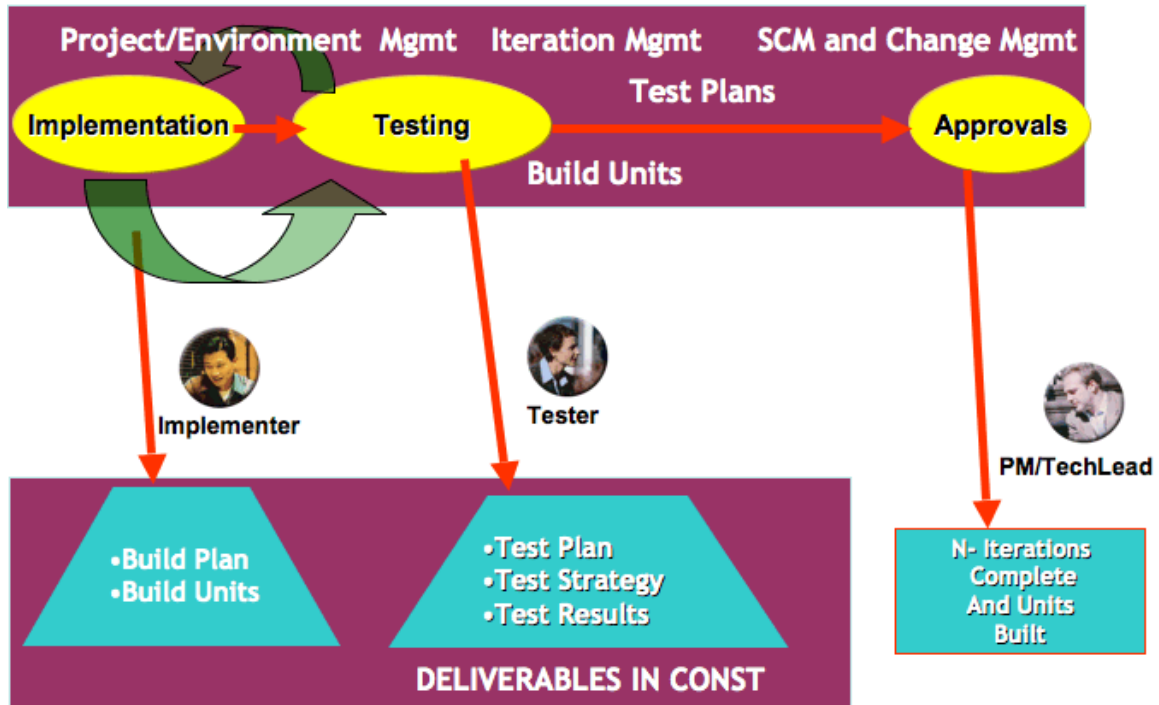 Project/Environment Mgmt Iteration Mgmt SCM and Change Mgmt
Test Plans
Implementation
Testing
Approvals
Build Units
Implementer
Tester
PM/TechLead
•Build Plan
•Build Units
•Test Plan
•Test Strategy
•Test Results
N- Iterations
Complete
And Units
Built
DELIVERABLES IN CONST